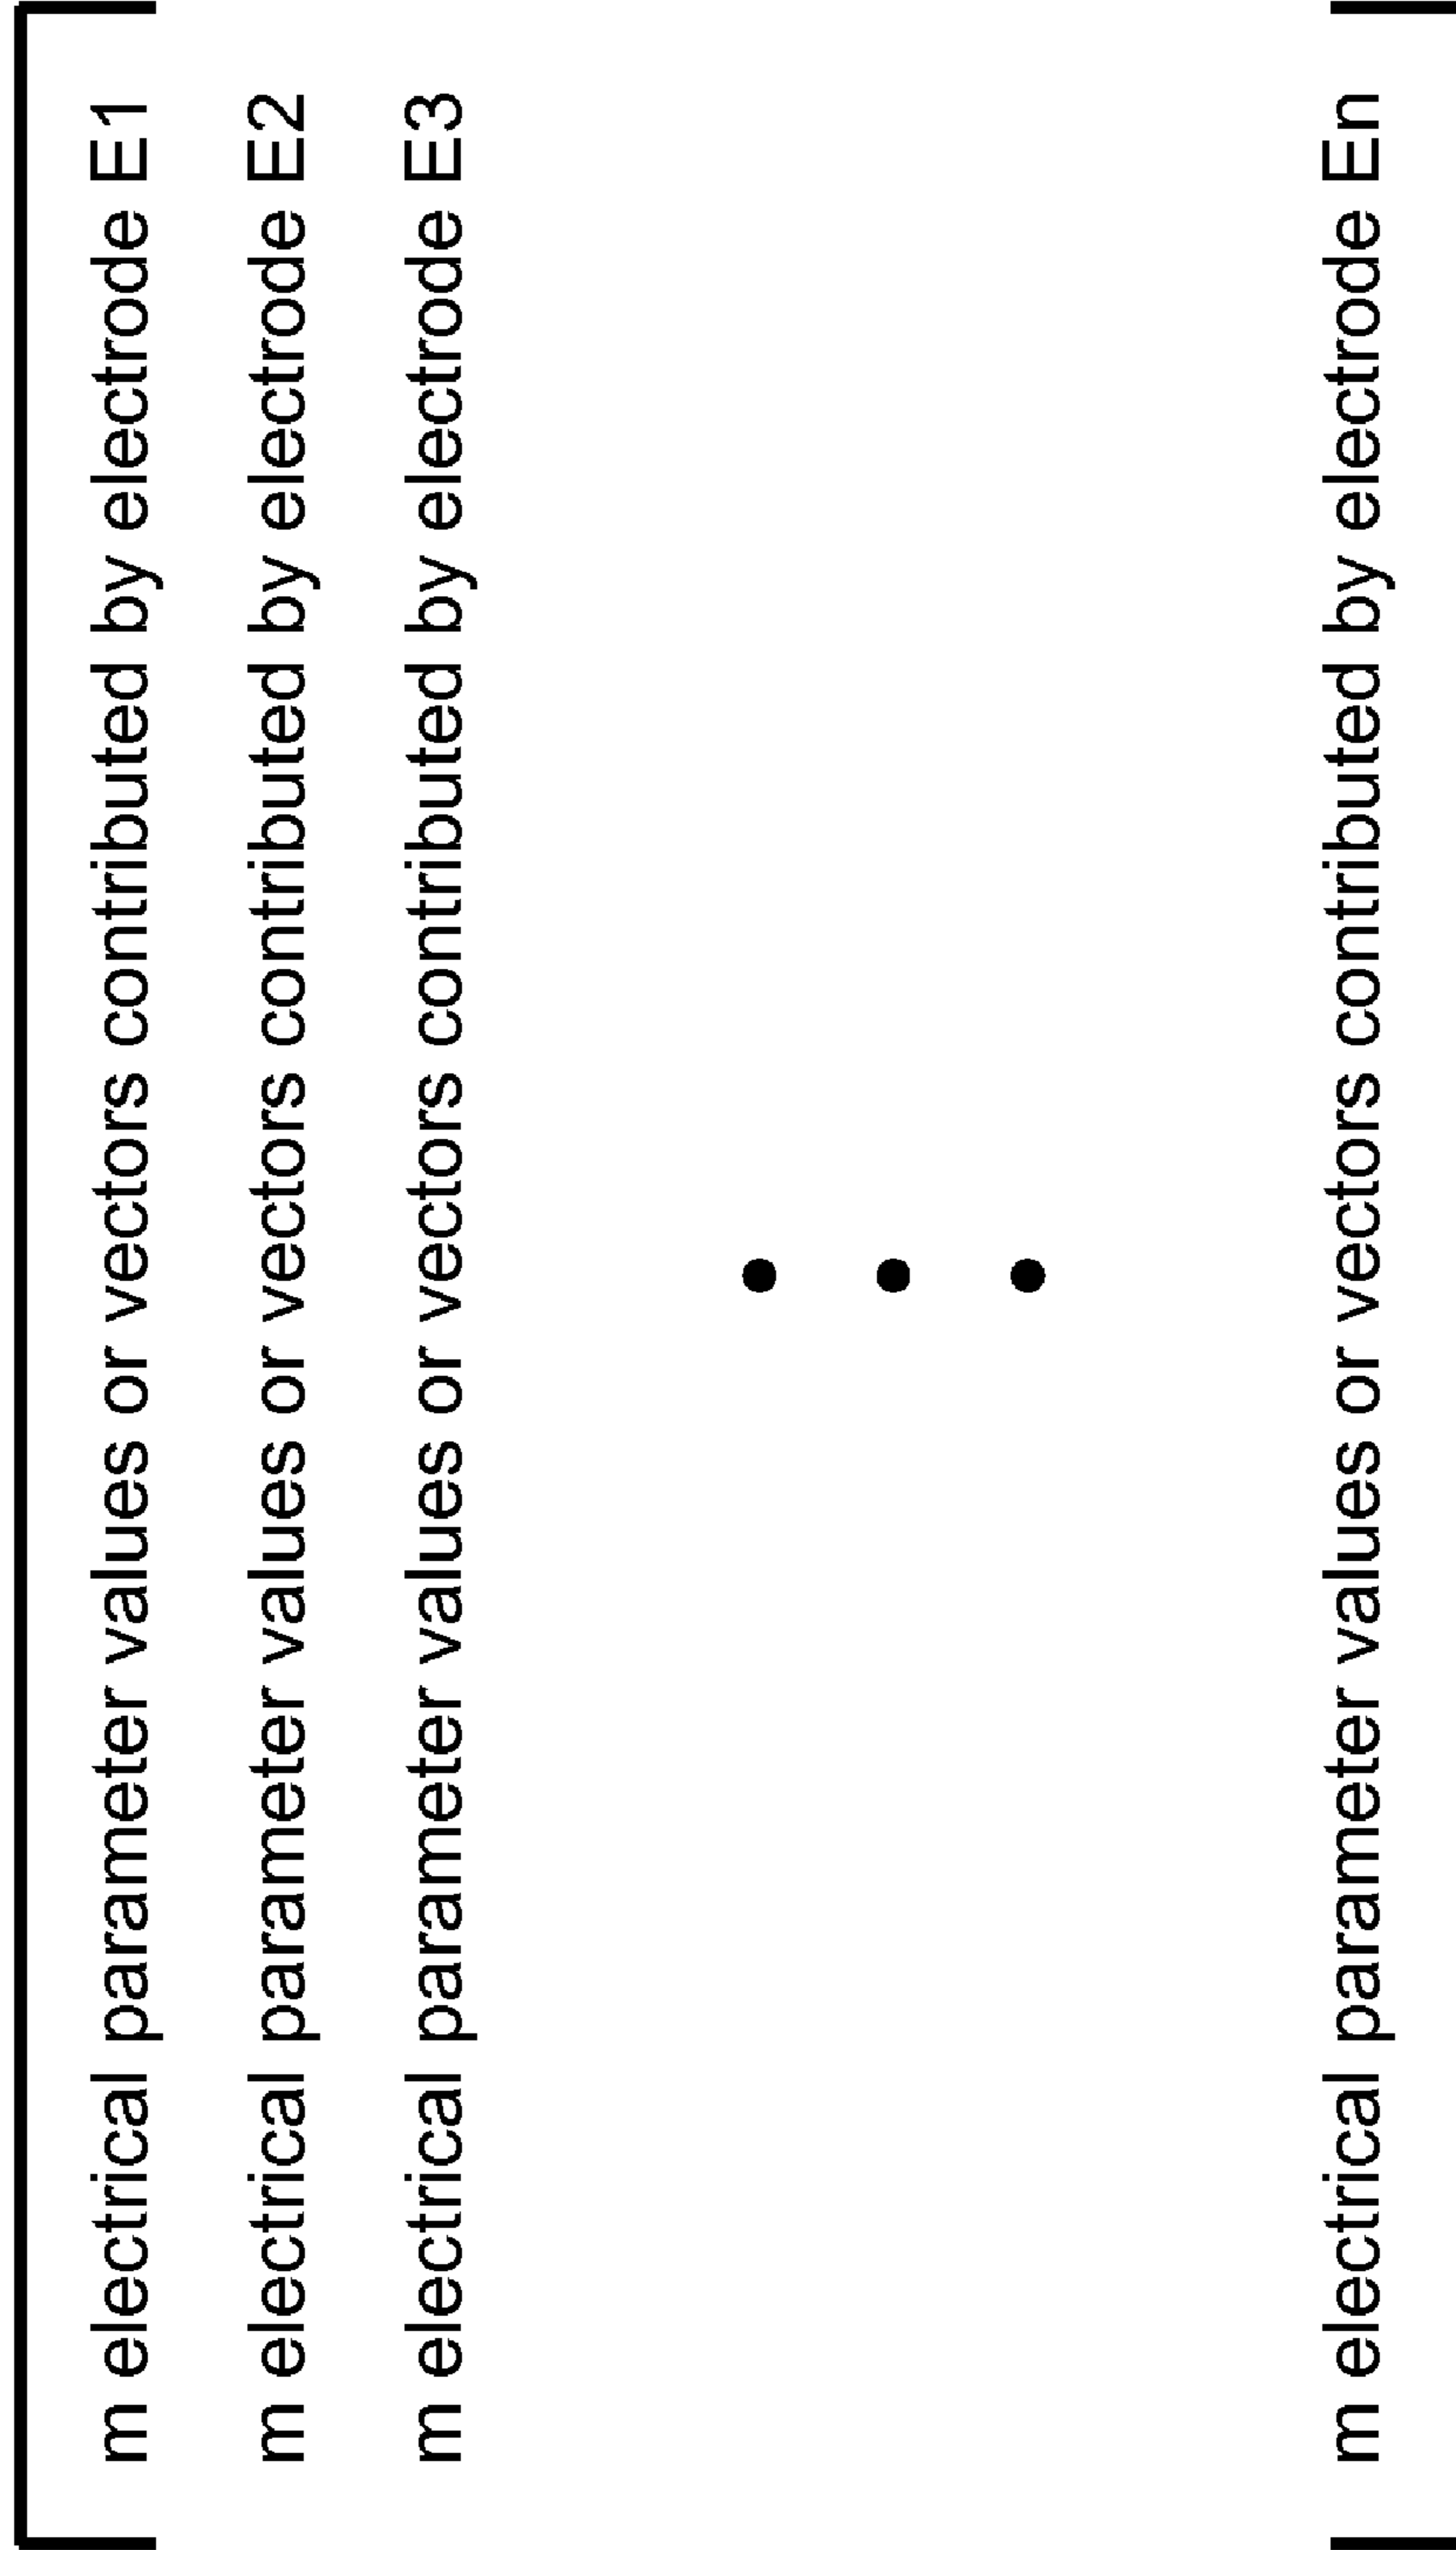 m electrical parameter values or vectors contributed by electrode E1
m electrical parameter values or vectors contributed by electrode E2
m electrical parameter values or vectors contributed by electrode E3
m electrical parameter values or vectors contributed by electrode En